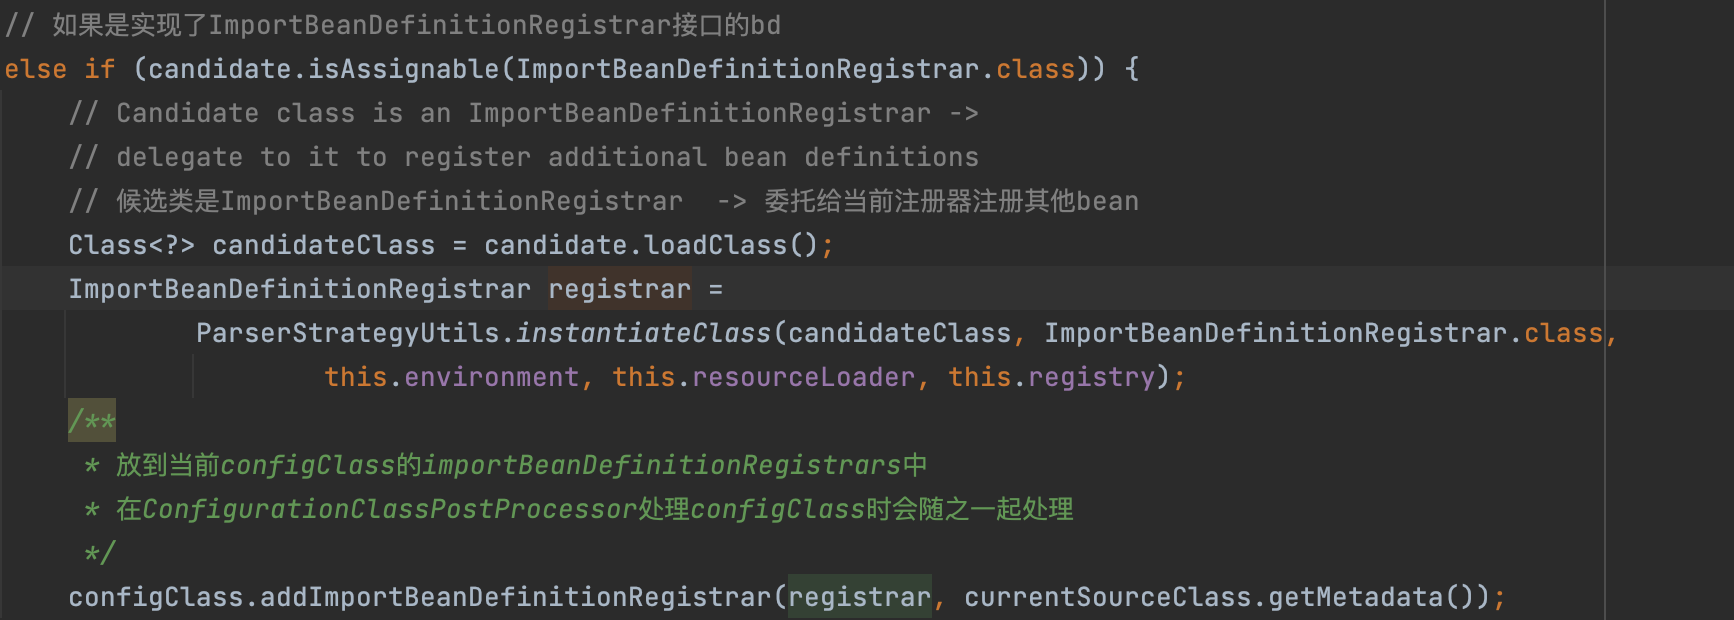 // 如果是实现了ImportBeanDefinitionRegistrar接口的bd
else if (candidate.isAssignable(ImportBeanDefinitionRegistrar.class)) {
// Candidate class is an ImportBeanDefinitionRegistrar ->
// delegate to it to register additional bean definitions
// 候选类是ImportBeanDefinitionRegistrar  -> 委托给当前注册器注册其他bean
Class<?> candidateClass = candidate.loadClass();
ImportBeanDefinitionRegistrar registrar =
ParserStrategyUtils.instantiateClass(candidateClass, ImportBeanDefinitionRegistrar.class,
this.environment, this.resourceLoader, this.registry);
/**
* 放到当前configClass的importBeanDefinitionRegistrars中
* 在ConfigurationClassPostProcessor处理configClass时会随之一起处理
*/
configClass.addImportBeanDefinitionRegistrar(registrar, currentSourceClass.getMetadata());